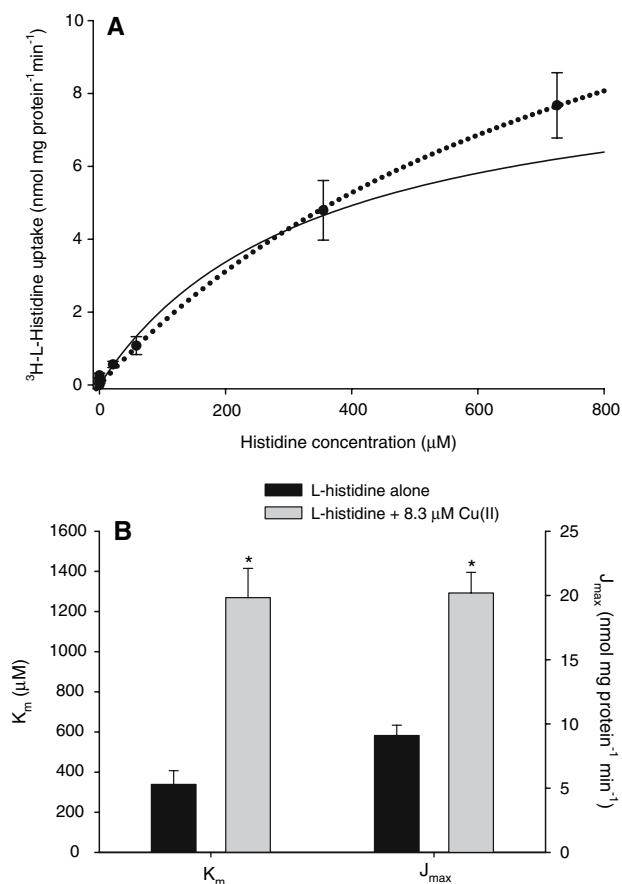 A
10
8
6
4
2
0
³H-L-Histidine uptake (nmol mg protein⁻¹min⁻¹)
0 200 400 600 800
Histidine concentration (µM)
L-histidine alone
L-histidine + 8.3 µM Cu(II)
B
1600
1400
1200
1000
800
600
400
200
0
Kₘ (µM)
* *
25
20
15
10
5
0
Jₘₐₓ (nmol mg protein⁻¹ min⁻¹)
Kₘ Jₘₐₓ